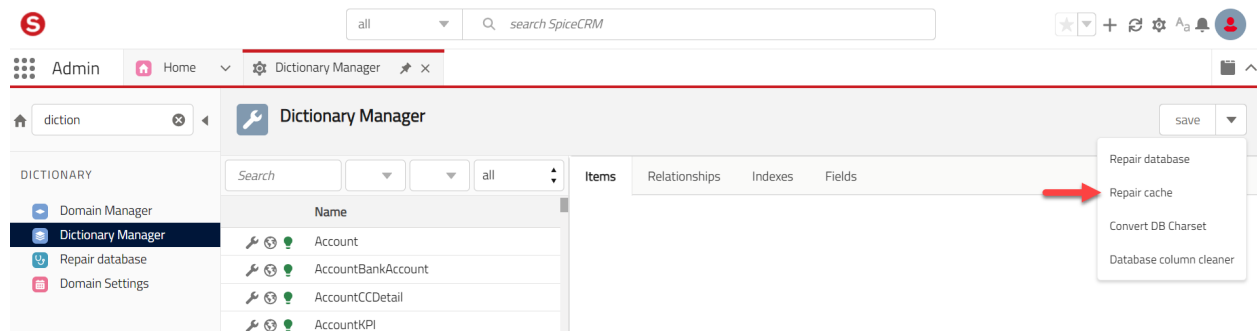 S
all
search SpiceCRM
Aa
Admin
Home
Dictionary Manager
diction
Dictionary Manager
save
Repair database
Repair cache
Convert DB Charset
Database column cleaner
DICTIONARY
Domain Manager
Dictionary Manager
Repair database
Domain Settings
Search
all
Name
Account
AccountBankAccount
AccountCCDetail
AccountKPI
Items
Relationships
Indexes
Fields